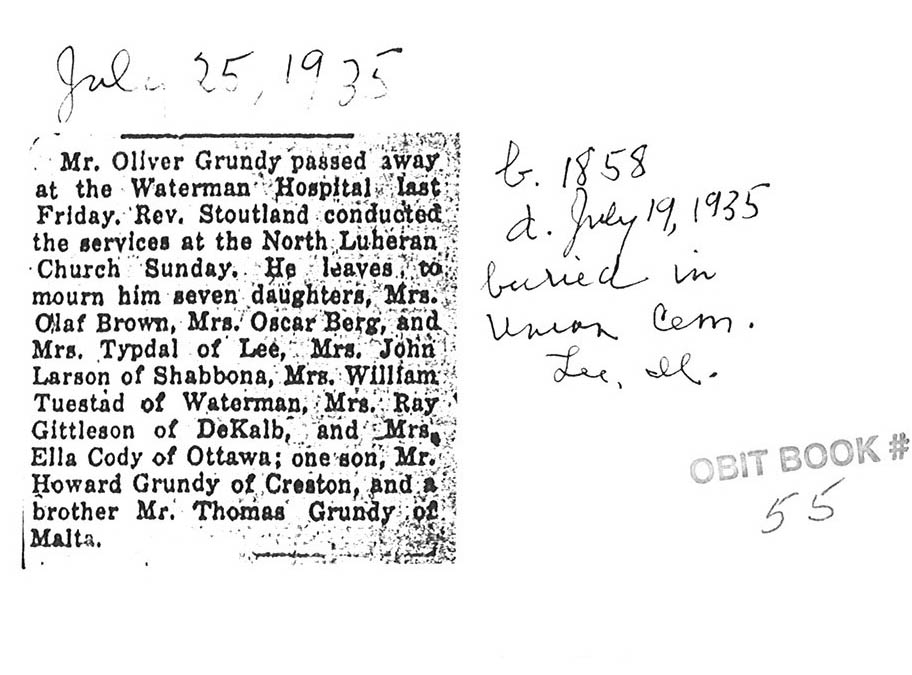 July 25, 1935
Mr. Oliver Grundy passed away
at the Waterman Hospital last
Friday. Rev. Stoutland conducted
the services at the North Luheran
Church Sunday. He leaves to
mourn him seven daughters, Mrs.
Olaf Brown, Mrs. Oscar Berg, and
Mrs. Typdal of Lee, Mrs. John
Larson of Shabbona, Mrs. William
Tuestad of Waterman, Mrs. Ray
Gittleson of DeKalb, and Mrs.
Ella Cody of Ottawa; one son, Mr.
Howard Grundy of Creston, and a
brother Mr. Thomas Grundy of
Malta.
b. 1858
d. July 19, 1935
buried in
Union Cem.
Lee, Il.
OBIT BOOK #
55